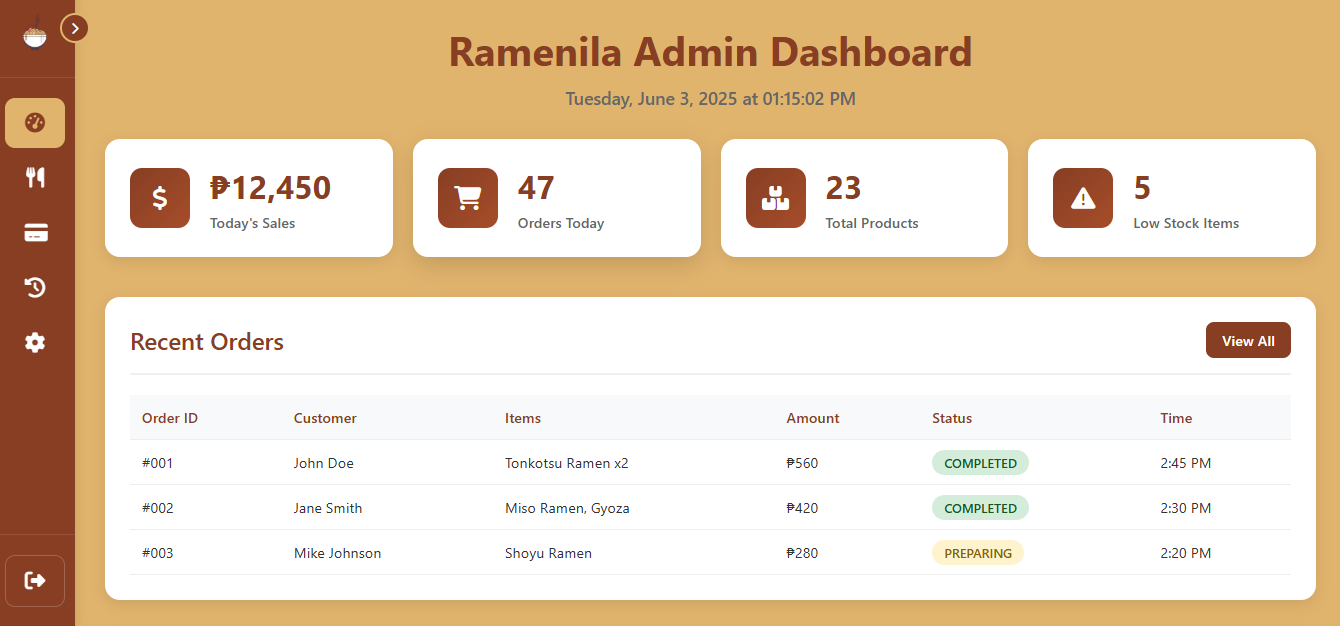 Ramenila Admin Dashboard
Tuesday, June 3, 2025 at 01:15:02 PM
₱12,450
Today's Sales
47
Orders Today
23
Total Products
5
Low Stock Items
Recent Orders
View All
Order ID Customer Items Amount Status Time
#001 John Doe Tonkotsu Ramen x2 ₱560 COMPLETED 2:45 PM
#002 Jane Smith Miso Ramen, Gyoza ₱420 COMPLETED 2:30 PM
#003 Mike Johnson Shoyu Ramen ₱280 PREPARING 2:20 PM